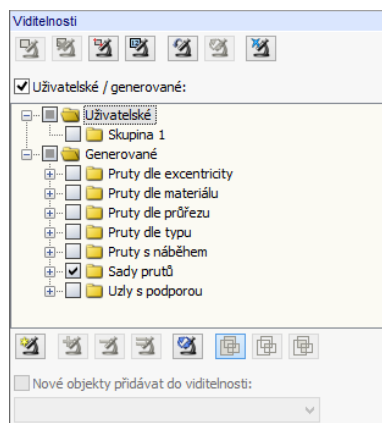 Viditelnosti
Uživatelské / generované:
Uživatelské
Skupina 1
Generované
Pruty dle excentricity
Pruty dle materiálu
Pruty dle průřezu
Pruty dle typu
Pruty s náběhem
Sady prutů
Uzly s podporou
Nové objekty přidávat do viditelnosti: